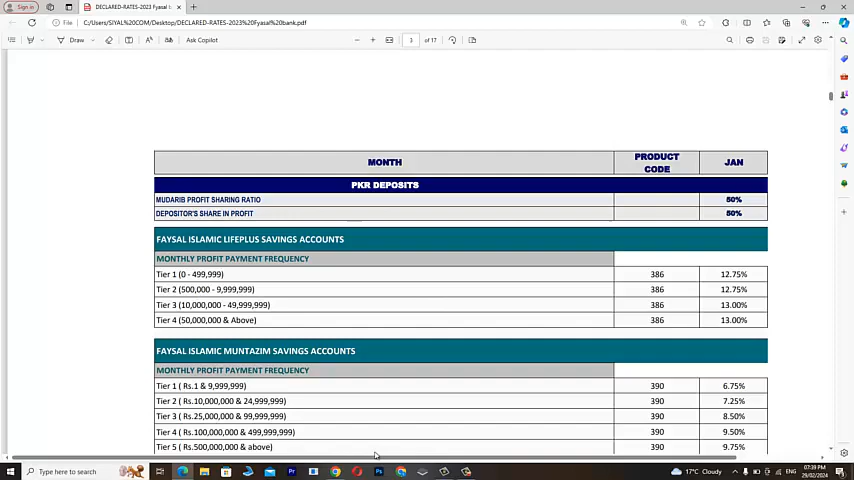 Sign in
DECLARED-RATES-2023 Fyasal b
File
C:/Users/SIYAL%20COM/Desktop/DECLARED-RATES-2023%20Fyasal%20bank.pdf
Draw
Ask Copilot
3 of 17
MONTH PRODUCT CODE JAN
PKR DEPOSITS
MUDARIB PROFIT SHARING RATIO 50%
DEPOSITOR'S SHARE IN PROFIT 50%
FAYSAL ISLAMIC LIFEPLUS SAVINGS ACCOUNTS
MONTHLY PROFIT PAYMENT FREQUENCY
Tier 1 (0 - 499,999) 386 12.75%
Tier 2 (500,000 - 9,999,999) 386 12.75%
Tier 3 (10,000,000 - 49,999,999) 386 13.00%
Tier 4 (50,000,000 & Above) 386 13.00%
FAYSAL ISLAMIC MUNTAZIM SAVINGS ACCOUNTS
MONTHLY PROFIT PAYMENT FREQUENCY
Tier 1 ( Rs.1 & 9,999,999) 390 6.75%
Tier 2 ( Rs.10,000,000 & 24,999,999) 390 7.25%
Tier 3 ( Rs.25,000,000 & 99,999,999) 390 8.50%
Tier 4 ( Rs.100,000,000 & 499,999,999) 390 9.50%
Tier 5 ( Rs.500,000,000 & above) 390 9.75%
Type here to search
Pr
Ps
17°C Cloudy
ENG
07:39 PM
29/02/2024